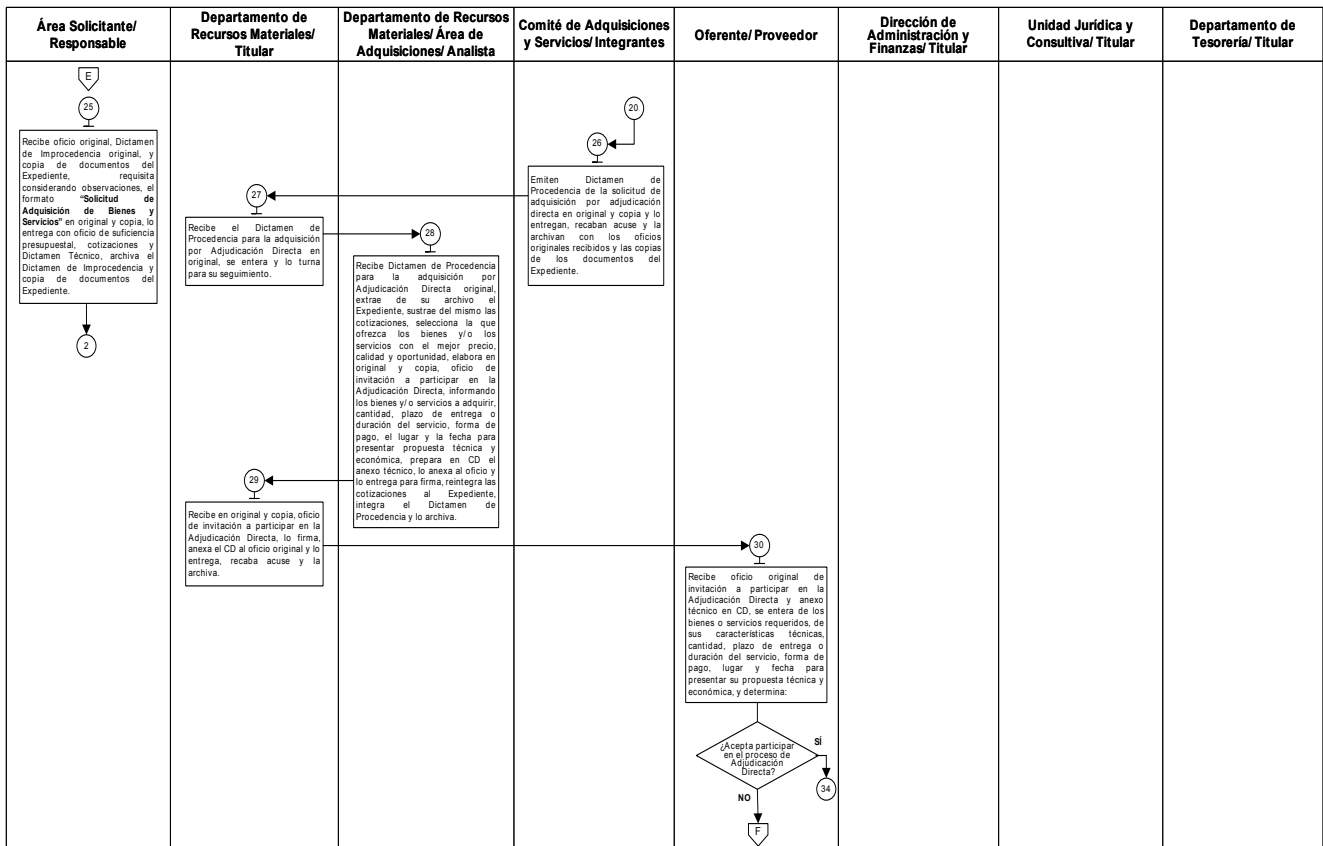 Área Solicitante/
Responsable
Departamento de
Recursos Materiales/
Titular
Departamento de Recursos
Materiales/ Área de
Adquisiciones/ Analista
Comité de Adquisiciones
y Servicios/ Integrantes
Oferente/ Proveedor
Dirección de
Administración y
Finanzas/ Titular
Unidad Jurídica y
Consultiva/ Titular
Departamento de
Tesorería/ Titular
E
25
Recibe oficio original, Dictamen
de Improcedencia original, y
copia de documentos del
Expediente, requisita
considerando observaciones, el
formato "Solicitud de
Adquisición de Bienes y
Servicios" en original y copia, lo
entrega con oficio de suficiencia
presupuestal, cotizaciones y
Dictamen Técnico, archiva el
Dictamen de Improcedencia y
copia de documentos del
Expediente.
2
20
26
Emiten Dictamen de
Procedencia de la solicitud de
adquisición por adjudicación
directa en original y copia y lo
entregan, recaban acuse y la
archivan con los oficios
originales recibidos y las copias
de los documentos del
Expediente.
27
Recibe el Dictamen de
Procedencia para la adquisición
por Adjudicación Directa en
original, se entera y lo turna
para su seguimiento.
28
Recibe Dictamen de Procedencia
para la adquisición por
Adjudicación Directa original,
extrae de su archivo el
Expediente, sustrae del mismo las
cotizaciones, selecciona la que
ofrezca los bienes y/o los
servicios con el mejor precio,
calidad y oportunidad, elabora en
original y copia, oficio de
invitación a participar en la
Adjudicación Directa, informando
los bienes y/o servicios a adquirir,
cantidad, plazo de entrega o
duración del servicio, forma de
pago, el lugar y la fecha para
presentar propuesta técnica y
económica, prepara en CD el
anexo técnico, lo anexa al oficio y
lo entrega para firma, reintegra las
cotizaciones al Expediente,
integra el Dictamen de
Procedencia y lo archiva.
29
Recibe en original y copia, oficio
de invitación a participar en la
Adjudicación Directa, lo firma,
anexa el CD al oficio original y lo
entrega, recaba acuse y la
archiva.
30
Recibe oficio original de
invitación a participar en la
Adjudicación Directa y anexo
técnico en CD, se entera de los
bienes o servicios requeridos, de
sus características técnicas,
cantidad, plazo de entrega o
duración del servicio, forma de
pago, lugar y fecha para
presentar su propuesta técnica y
económica, y determina:
¿Acepta participar
en el proceso de
Adjudicación
Directa?
SÍ
34
NO
F